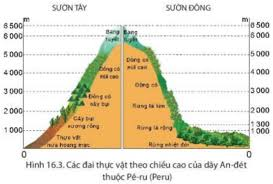 SƯỜN TÂY
SƯỜN ĐÔNG
m
m
6 500
6 000
5 000
4 000
3 000
2 000
1 000
0
6 500
6 000
5 000
4 000
3 000
2 000
1 000
0
Băng
tuyết
Băng
tuyết
Đồng cỏ
núi cao
Đồng cỏ
cây bụi
Cây bụi
xương rồng
Thực vật
nửa hoang mạc
Đồng cỏ
núi cao
Đồng cỏ
Rừng lá kim
Rừng lá rộng
Rừng nhiệt đới
Hình 16.3. Các đai thực vật theo chiều cao của dãy An-đét
thuộc Pê-ru (Peru)